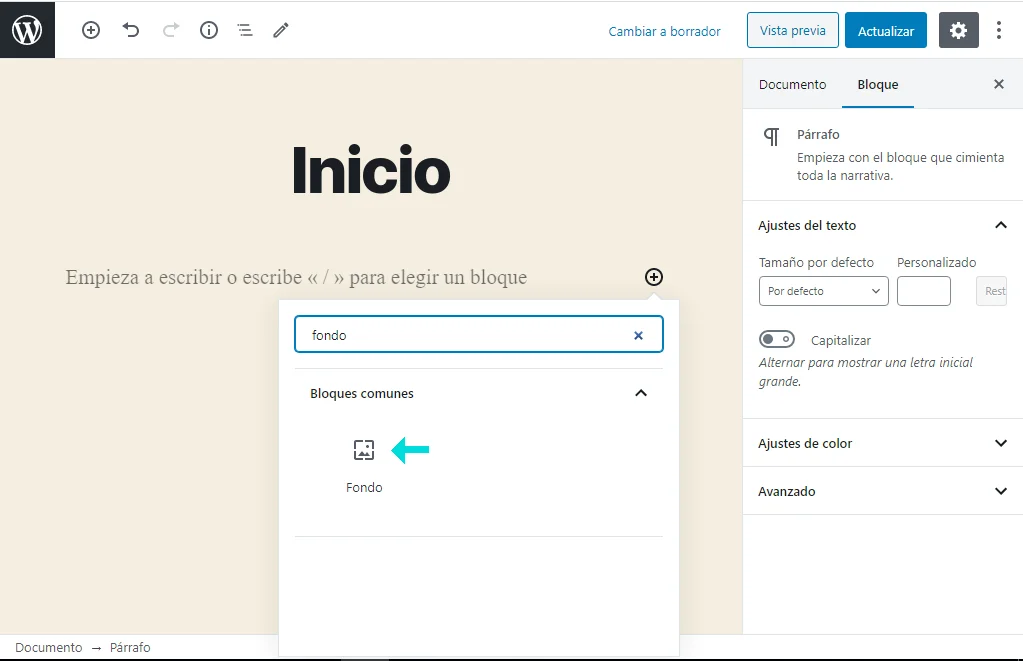 Cambiar a borrador
Vista previa
Actualizar
Inicio
Empieza a escribir o escribe « / » para elegir un bloque
fondo
Bloques comunes
Fondo
Documento
Bloque
Párrafo
Empieza con el bloque que cimienta
toda la narrativa.
Ajustes del texto
Tamaño por defecto
Personalizado
Por defecto
Rest
Capitalizar
Alternar para mostrar una letra inicial
grande.
Ajustes de color
Avanzado
Documento → Párrafo